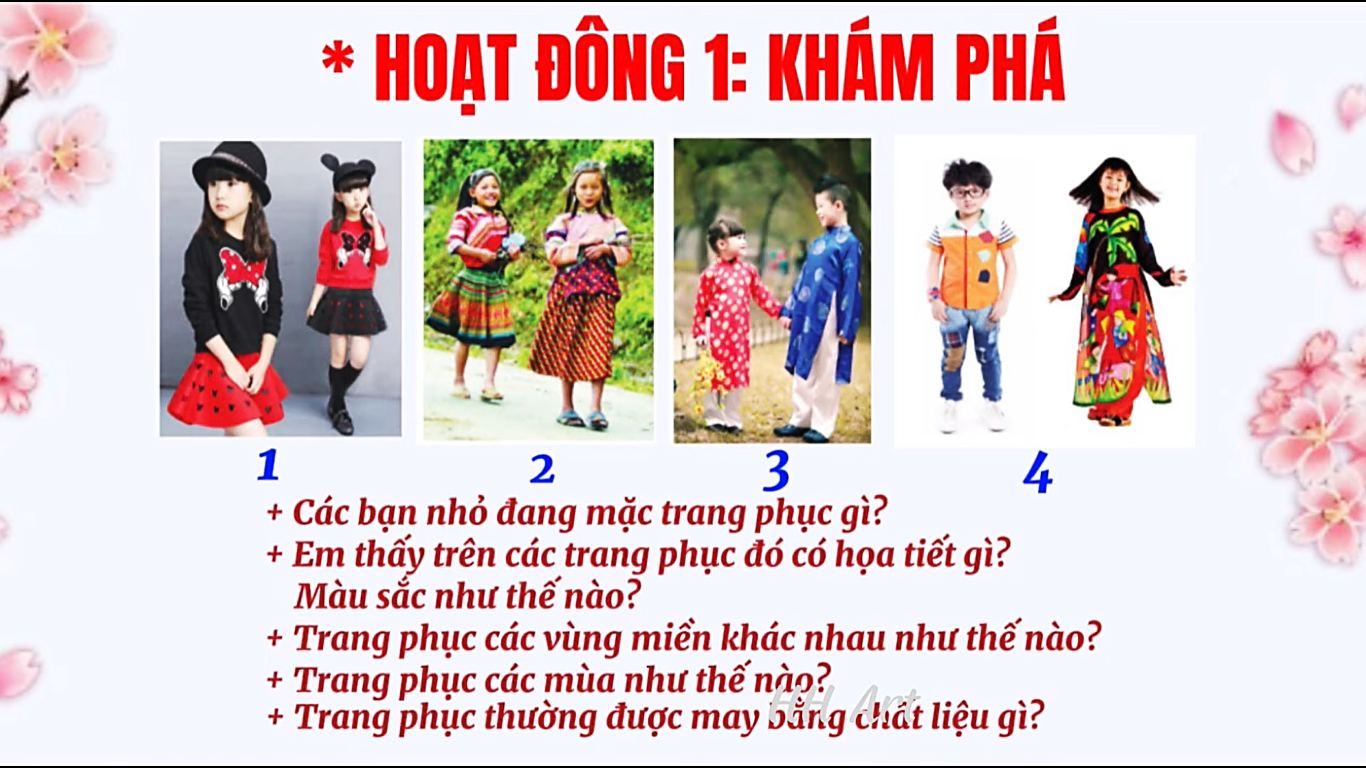 * HOẠT ĐÔNG 1: KHÁM PHÁ
1
2
3
4
+ Các bạn nhỏ đang mặc trang phục gì?
+ Em thấy trên các trang phục đó có họa tiết gì?
Màu sắc như thế nào?
+ Trang phục các vùng miền khác nhau như thế nào?
+ Trang phục các mùa như thế nào?
+ Trang phục thường được may bằng chất liệu gì?
HH Art